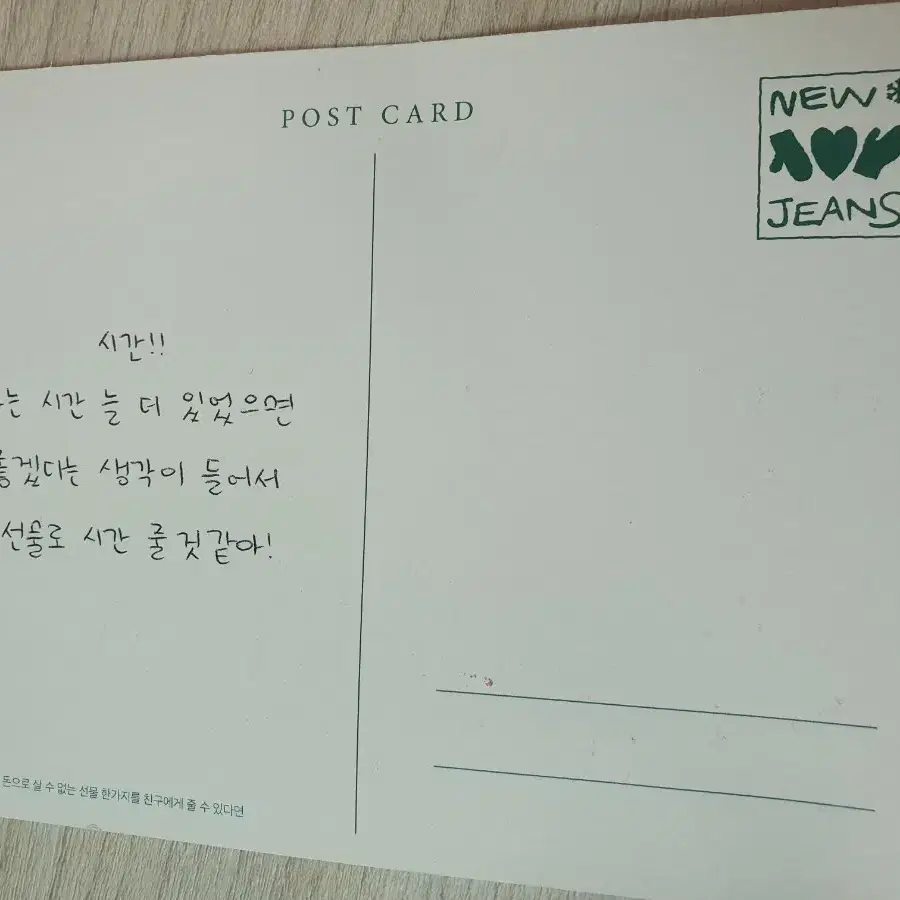 POST CARD
NEW
JEANS
시간!!
는 시간 늘 더 있었으면
좋겠다는 생각이 들어서
선물로 시간 줄 것 같아!
돈으로 살 수 없는 선물 한가지를 친구에게 줄 수 있다면